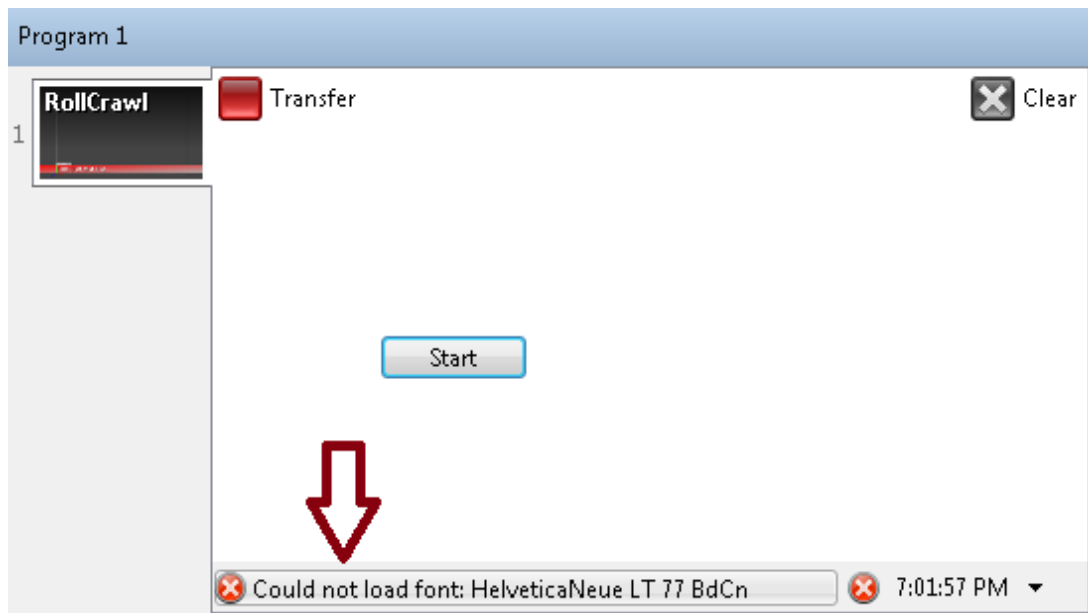 Program 1
1
RollCrawl
Transfer
Clear
Start
Could not load font: HelveticaNeue LT 77 BdCn
7:01:57 PM